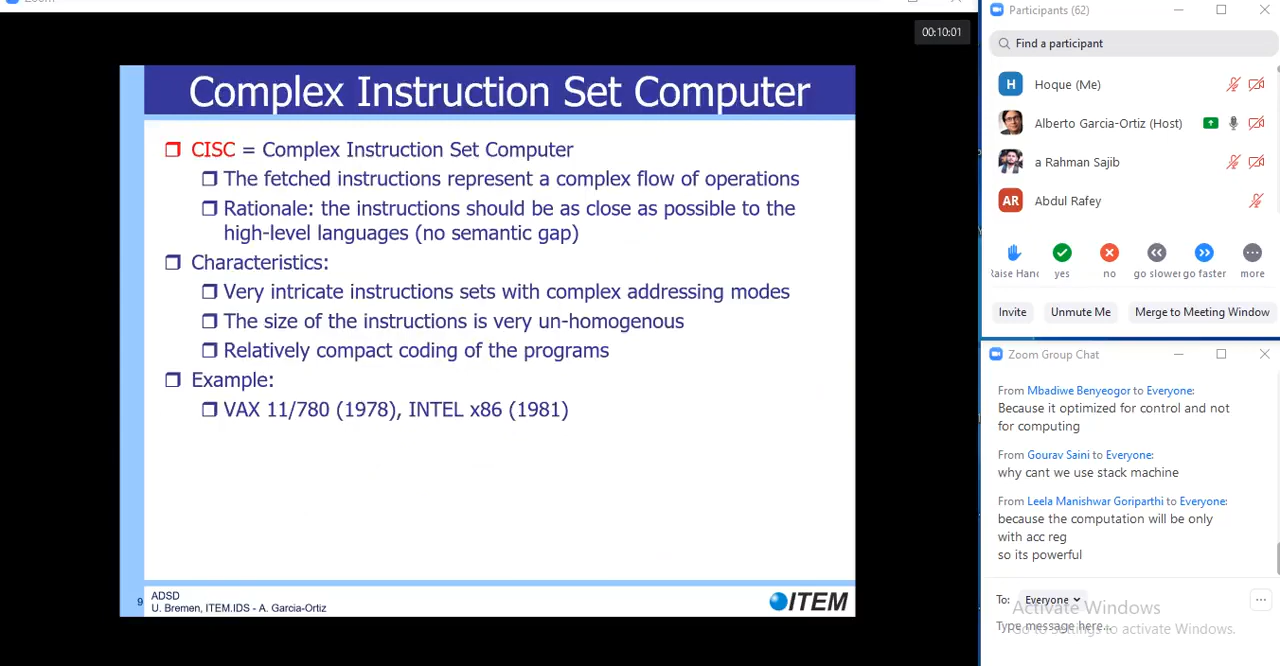 Zoom
00:10:01
Complex Instruction Set Computer
CISC = Complex Instruction Set Computer
The fetched instructions represent a complex flow of operations
Rationale: the instructions should be as close as possible to the
high-level languages (no semantic gap)
Characteristics:
Very intricate instructions sets with complex addressing modes
The size of the instructions is very un-homogenous
Relatively compact coding of the programs
Example:
VAX 11/780 (1978), INTEL x86 (1981)
9
ADSD
U. Bremen, ITEM.IDS - A. Garcia-Ortiz
ITEM
Participants (62)
Find a participant
H Hoque (Me)
Alberto Garcia-Ortiz (Host)
a Rahman Sajib
AR Abdul Rafey
Raise Hand yes no go slower go faster more
Invite Unmute Me Merge to Meeting Window
Zoom Group Chat
From Mbadiwe Benyeogor to Everyone:
Because it optimized for control and not
for computing
From Gourav Saini to Everyone:
why cant we use stack machine
From Leela Manishwar Goriparthi to Everyone:
because the computation will be only
with acc reg
so its powerful
To: Everyone
Activate Windows
Type message here...
Go to Settings to activate Windows.